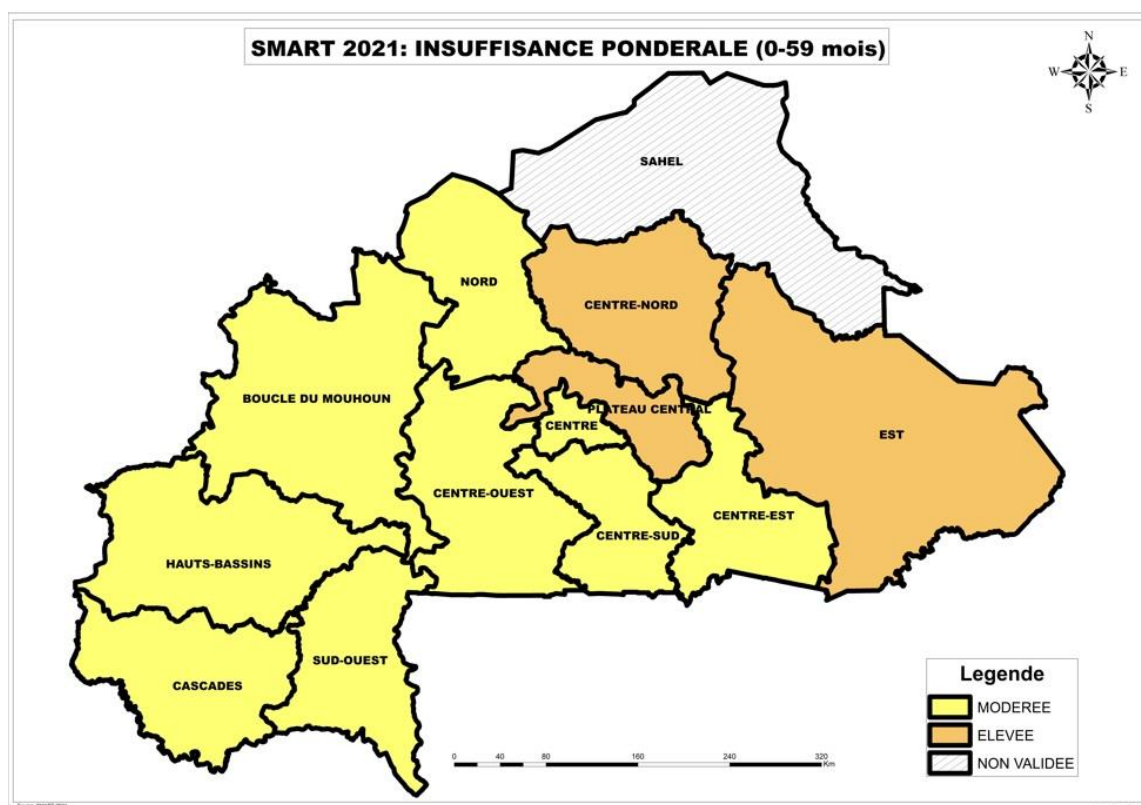 SMART 2021: INSUFFISANCE PONDERALE (0-59 mois)
N
W E
S
SAHEL
NORD
CENTRE-NORD
BOUCLE DU MOUHOUN
PLATEAU CENTRAL
CENTRE
EST
CENTRE-OUEST
CENTRE-EST
CENTRE-SUD
HAUTS-BASSINS
SUD-OUEST
CASCADES
Legende
MODEREE
ELEVEE
NON VALIDEE
0 40 80 160 240 320
Km